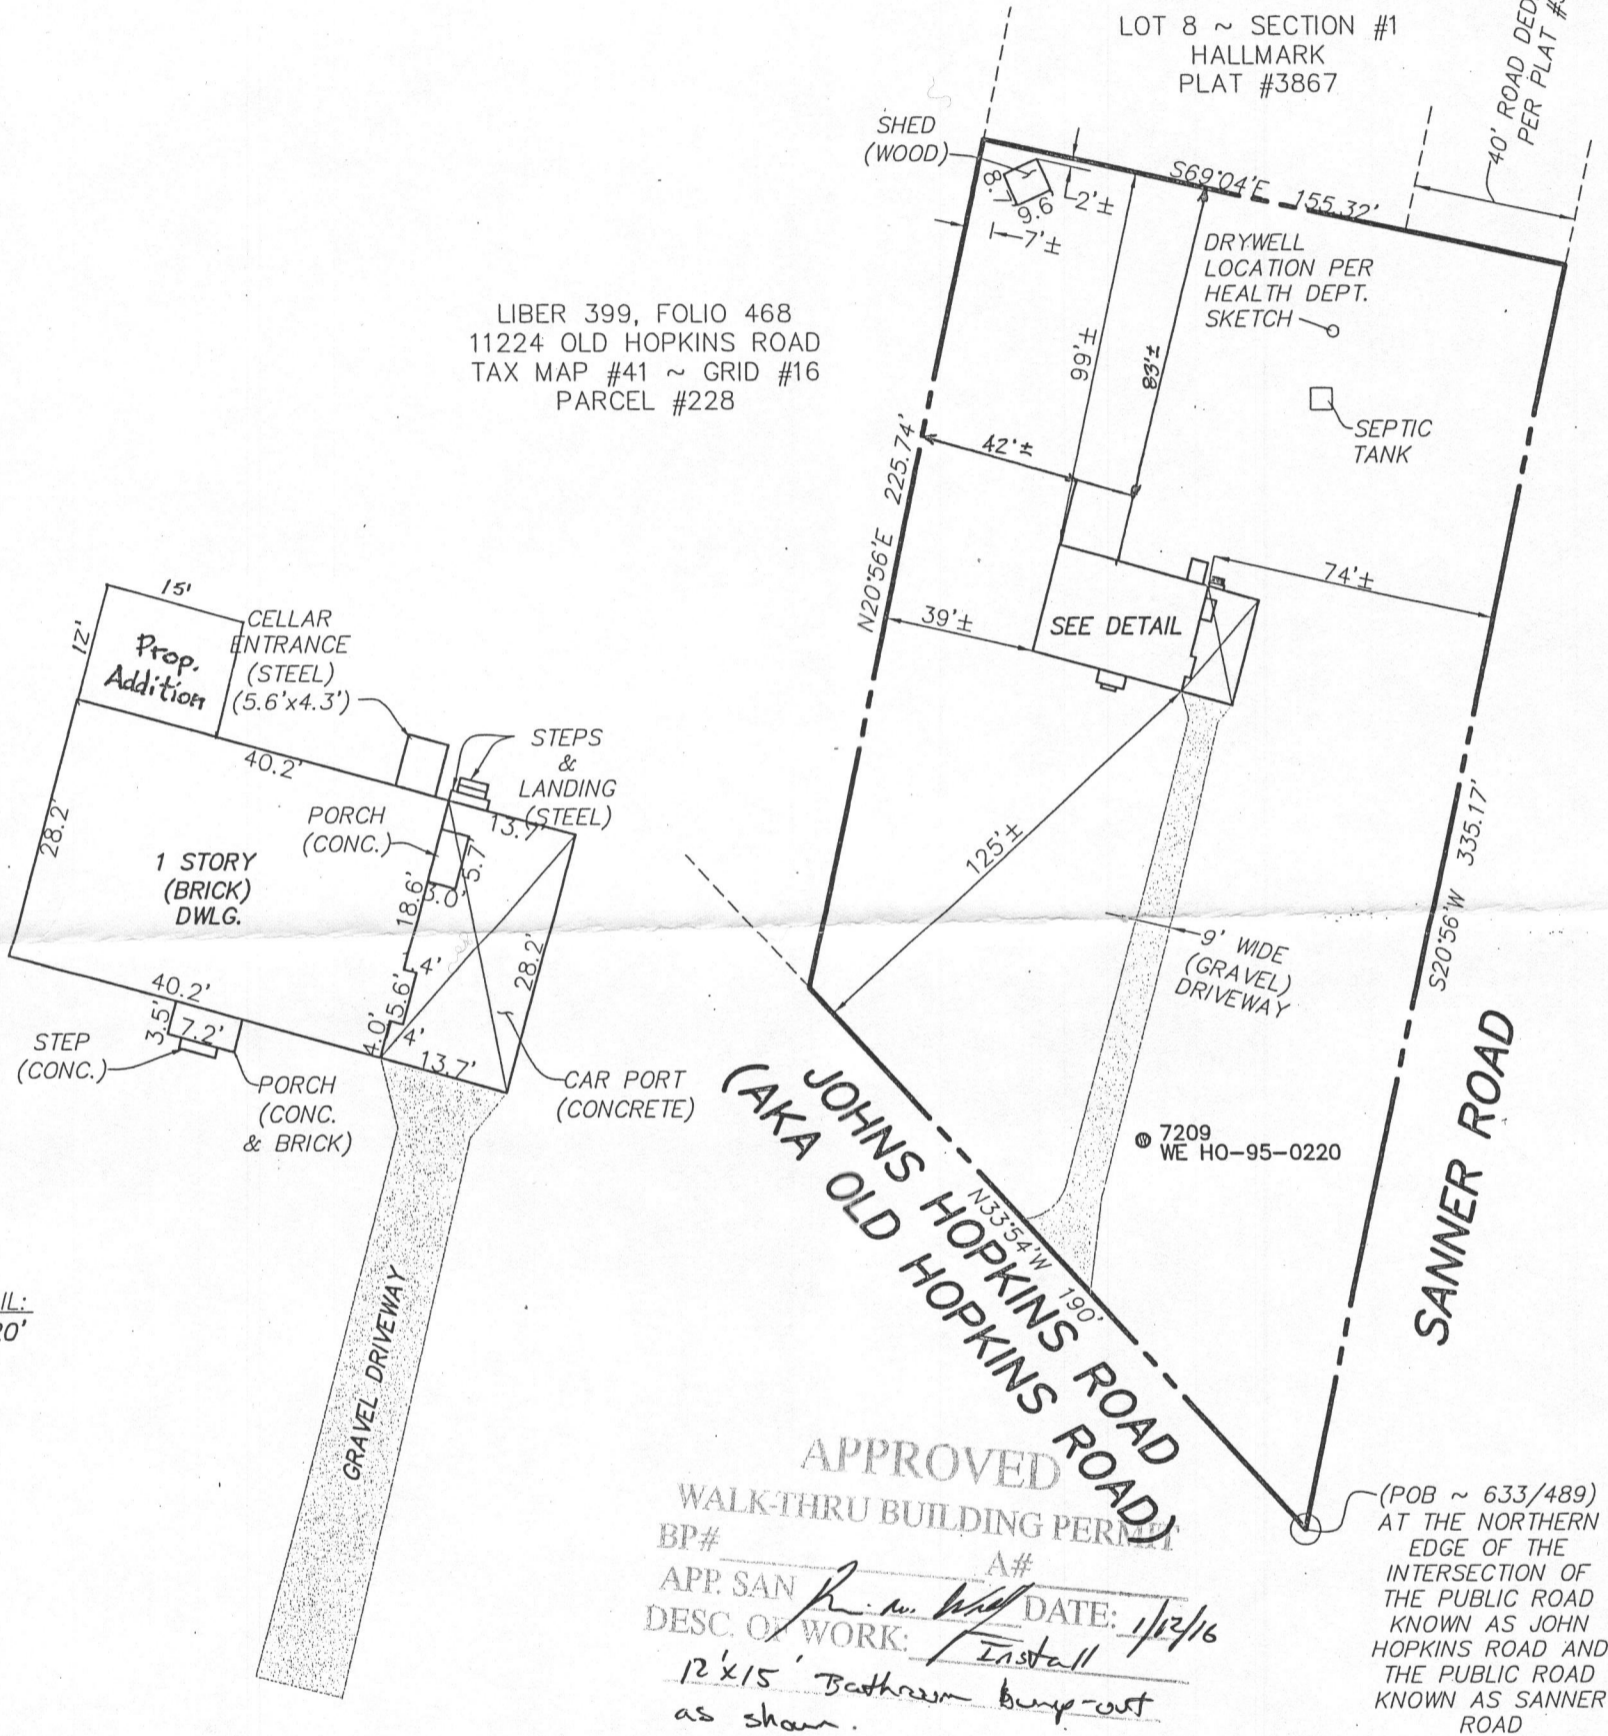 LOT 8 ~ SECTION #1
HALLMARK
PLAT #3867
40' ROAD DED
PER PLAT #
SHED
(WOOD)
8.7
9.6
2'±
7'±
S69°04'E 155.32'
DRYWELL
LOCATION PER
HEALTH DEPT.
SKETCH
SEPTIC
TANK
99'±
83'±
42'±
LIBER 399, FOLIO 468
11224 OLD HOPKINS ROAD
TAX MAP #41 ~ GRID #16
PARCEL #228
N20°56'E 225.74'
39'±
SEE DETAIL
74'±
125'±
9' WIDE
(GRAVEL)
DRIVEWAY
S20°56'W 335.17'
SANNER ROAD
7209
WE HO-95-0220
N33°54'W 190'
JOHNS HOPKINS ROAD
(AKA OLD HOPKINS ROAD)
15'
12'
Prop.
Addition
CELLAR
ENTRANCE
(STEEL)
(5.6'x4.3')
STEPS
&
LANDING
(STEEL)
40.2'
13.7'
PORCH
(CONC.)
5.7'
3.0'
18.6'
28.2'
1 STORY
(BRICK)
DWLG.
28.2'
4'
5.6'
4'
4.0'
40.2'
13.7'
3.5'
7.2'
STEP
(CONC.)
PORCH
(CONC.
& BRICK)
CAR PORT
(CONCRETE)
GRAVEL DRIVEWAY
IL:
20'
APPROVED
WALK-THRU BUILDING PERMIT
BP# A#
APP. SAN DATE: 1/12/16
DESC. OF WORK: Install
12'x15' Bathroom bump-out
as shown.
(POB ~ 633/489)
AT THE NORTHERN
EDGE OF THE
INTERSECTION OF
THE PUBLIC ROAD
KNOWN AS JOHN
HOPKINS ROAD AND
THE PUBLIC ROAD
KNOWN AS SANNER
ROAD